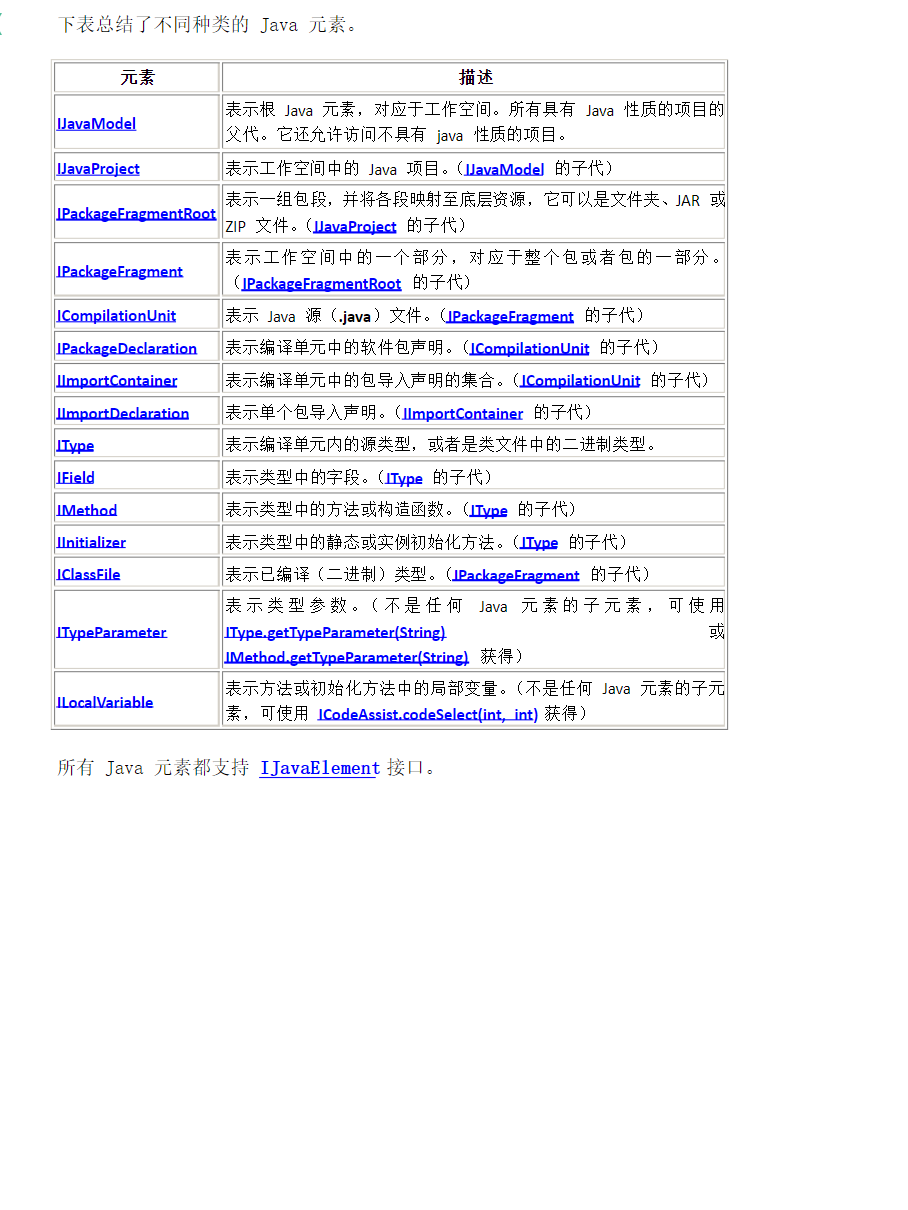 下表总结了不同种类的 Java 元素。
元素 描述
IJavaModel 表示根 Java 元素，对应于工作空间。所有具有 Java 性质的项目的
父代。它还允许访问不具有 java 性质的项目。
IJavaProject 表示工作空间中的 Java 项目。（IJavaModel 的子代）
IPackageFragmentRoot 表示一组包段，并将各段映射至底层资源，它可以是文件夹、JAR 或
ZIP 文件。（IJavaProject 的子代）
IPackageFragment 表示工作空间中的一个部分，对应于整个包或者包的一部分。
（IPackageFragmentRoot 的子代）
ICompilationUnit 表示 Java 源（.java）文件。（IPackageFragment 的子代）
IPackageDeclaration 表示编译单元中的软件包声明。（ICompilationUnit 的子代）
IImportContainer 表示编译单元中的包导入声明的集合。（ICompilationUnit 的子代）
IImportDeclaration 表示单个包导入声明。（IImportContainer 的子代）
IType 表示编译单元内的源类型，或者是类文件中的二进制类型。
IField 表示类型中的字段。（IType 的子代）
IMethod 表示类型中的方法或构造函数。（IType 的子代）
IInitializer 表示类型中的静态或实例初始化方法。（IType 的子代）
IClassFile 表示已编译（二进制）类型。（IPackageFragment 的子代）
ITypeParameter 表示类型参数。（不是任何 Java 元素的子元素，可使用
IType.getTypeParameter(String) 或
IMethod.getTypeParameter(String) 获得）
ILocalVariable 表示方法或初始化方法中的局部变量。（不是任何 Java 元素的子元
素，可使用 ICodeAssist.codeSelect(int, int) 获得）
所有 Java 元素都支持 IJavaElement 接口。